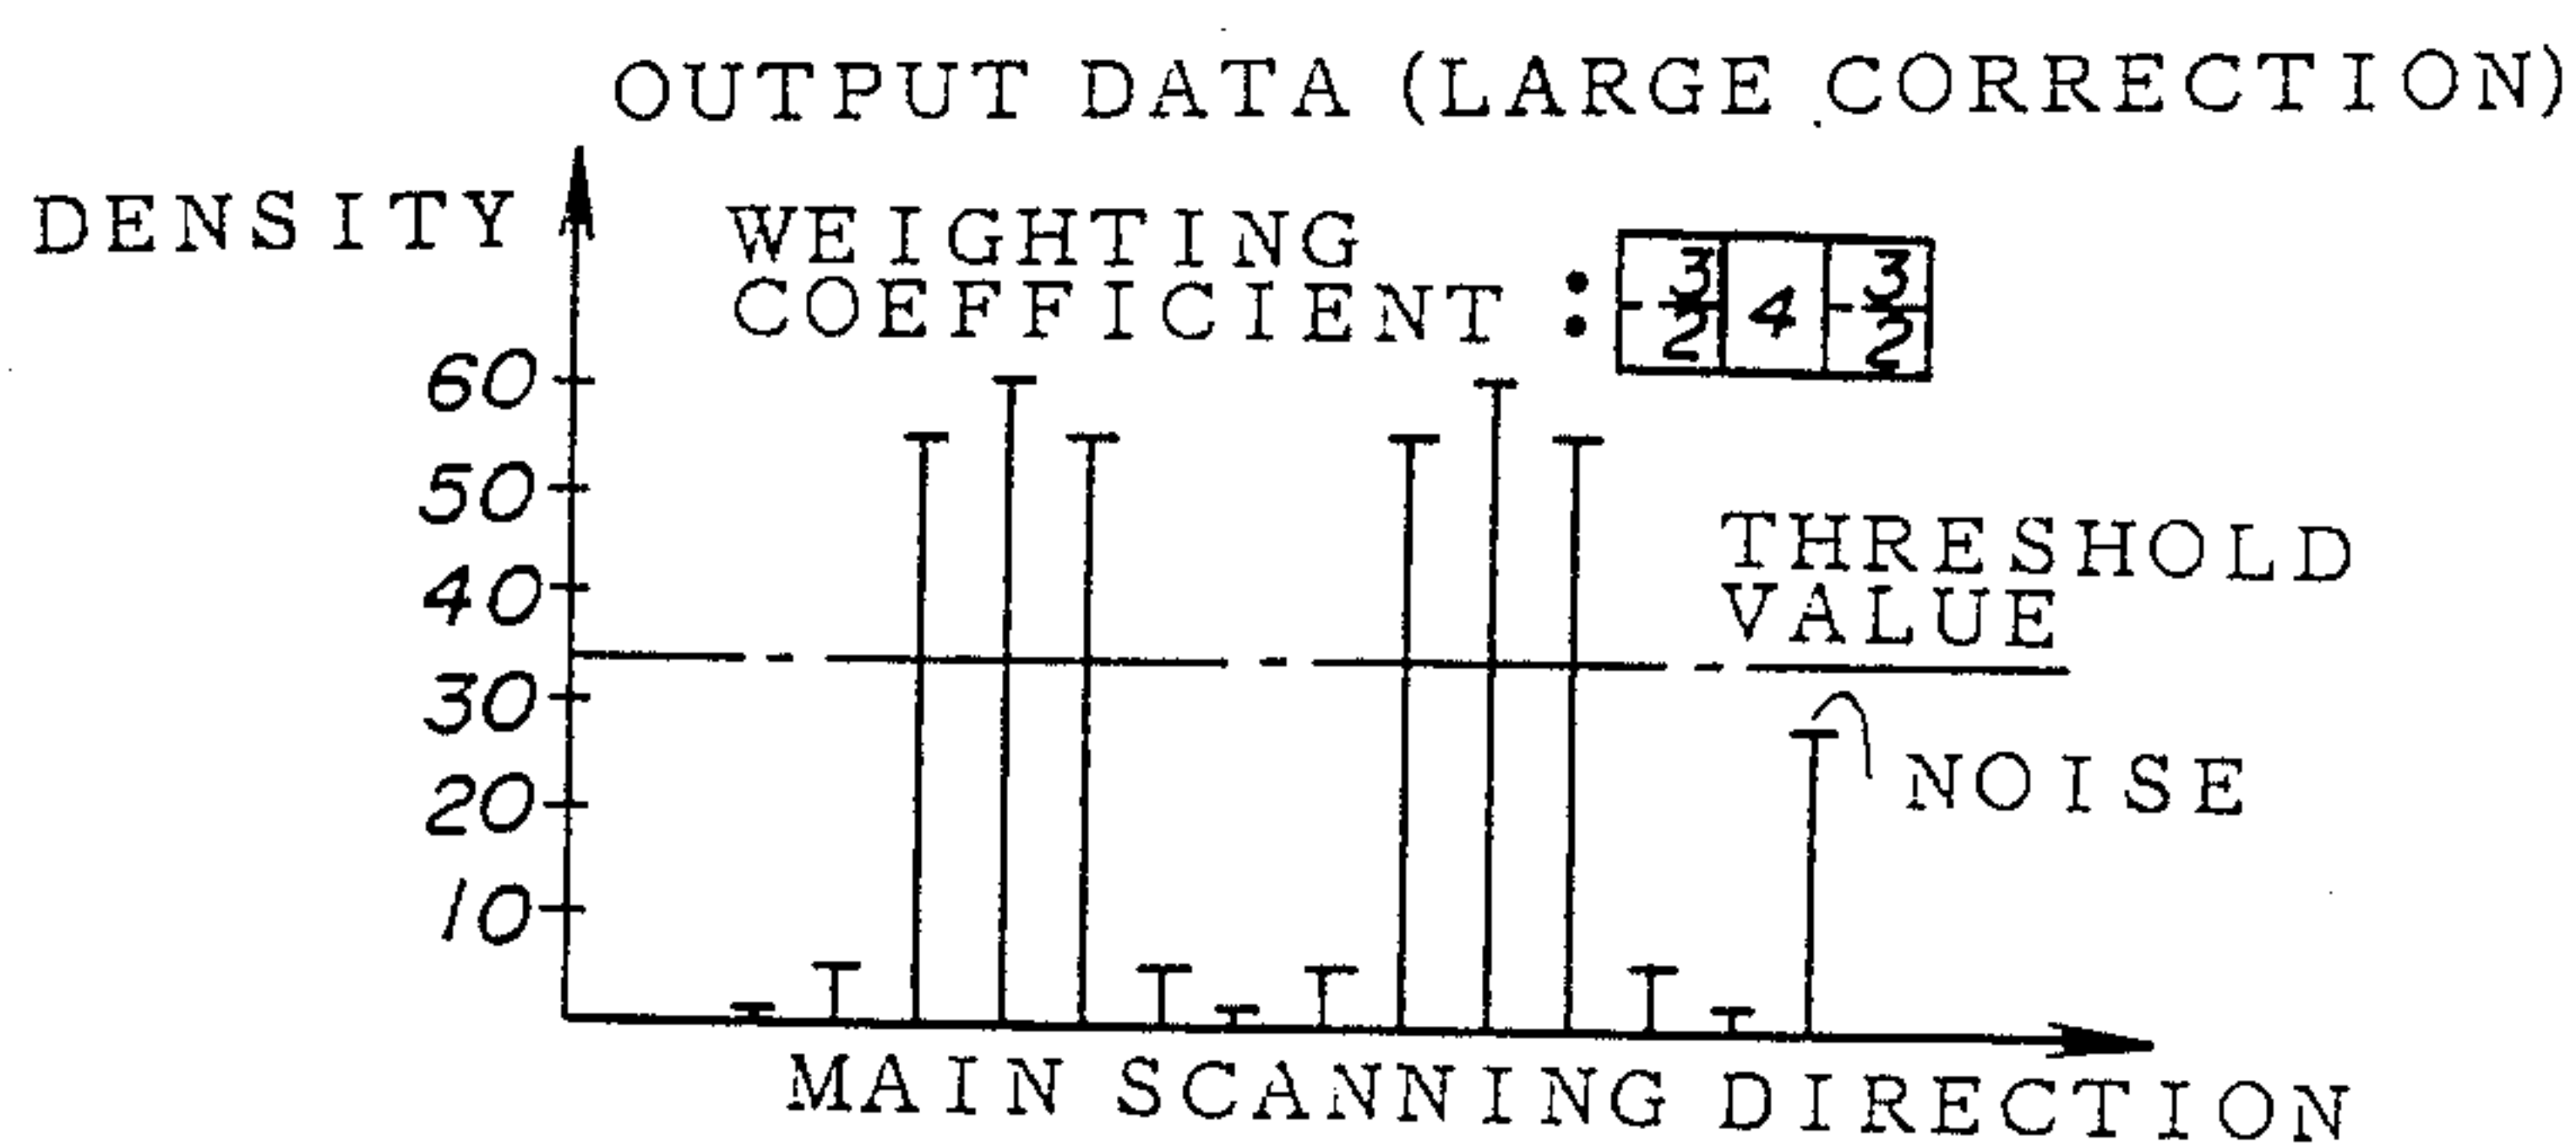 OUTPUT DATA (LARGE CORRECTION)
DENSITY
WEIGHTING
COEFFICIENT : -3/2 4 -3/2
60
50
40
30
20
10
THRESHOLD
VALUE
NOISE
MAIN SCANNING DIRECTION